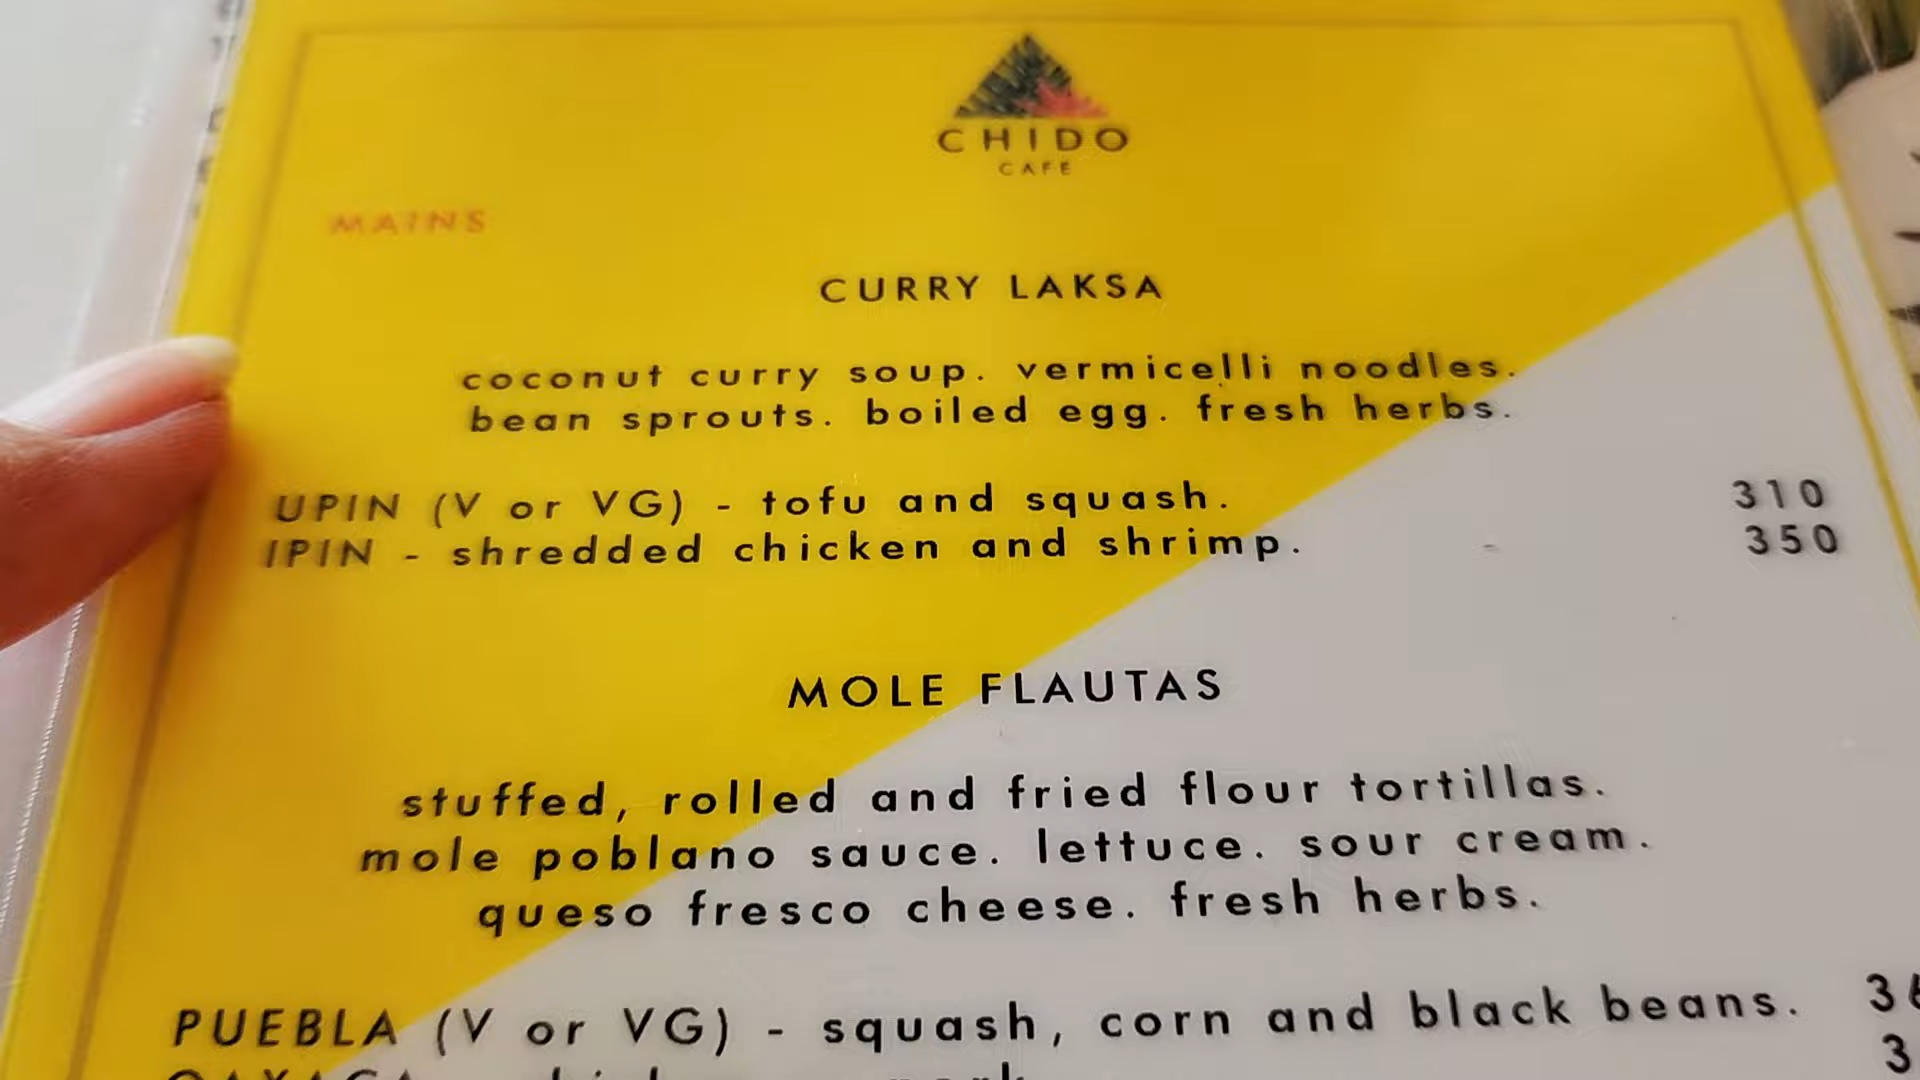 CHIDO
CAFE
MAINS
CURRY LAKSA
coconut curry soup. vermicelli noodles.
bean sprouts. boiled egg. fresh herbs.
UPIN (V or VG) - tofu and squash. 310
IPIN - shredded chicken and shrimp. 350
MOLE FLAUTAS
stuffed, rolled and fried flour tortillas.
mole poblano sauce. lettuce. sour cream.
queso fresco cheese. fresh herbs.
PUEBLA (V or VG) - squash, corn and black beans.